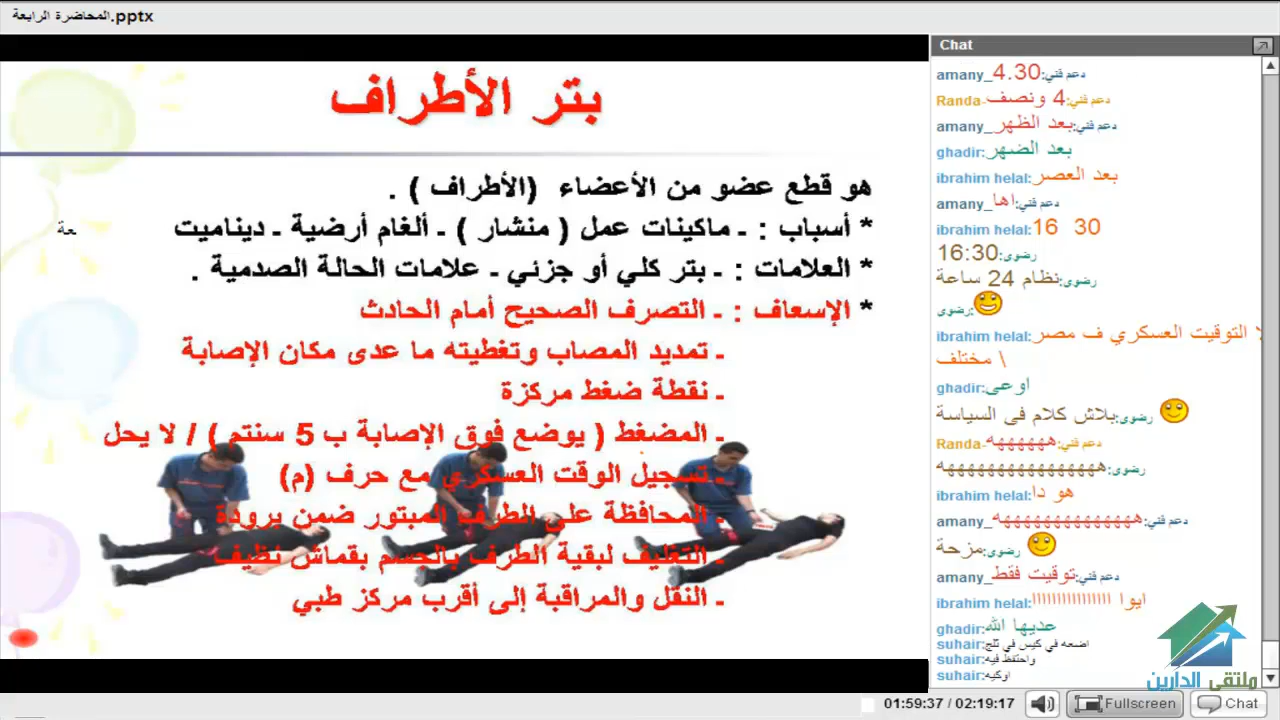 المحاضرة الرابعة.pptx
بتر الأطراف
هو قطع عضو من الأعضاء (الأطراف ) .
* أسباب : ـ ماكينات عمل ( منشار ) ـ ألغام أرضية ـ ديناميت
عة
* العلامات : ـ بتر كلي أو جزئي ـ علامات الحالة الصدمية .
* الإسعاف : ـ التصرف الصحيح أمام الحادث
ـ تمديد المصاب وتغطيته ما عدى مكان الإصابة
ـ نقطة ضغط مركزة
ـ المضغط ( يوضع فوق الإصابة ب 5 سنتم ) / لا يحل
ـ تسجيل الوقت العسكري مع حرف (م)
ـ المحافظة على الطرف المبتور ضمن برودة
ـ التغليف لبقية الطرف بالجسم بقماش نظيف
ـ النقل والمراقبة إلى أقرب مركز طبي
Chat
amany_دعم فني:4.30
Randa-دعم فني:4 ونصف
amany_دعم فني:بعد الظهر
ghadir:بعد الضهر
ibrahim helal:بعد العصر
amany_دعم فني:اها
ibrahim helal:16 30
رضوى:16:30
رضوى:نظام 24 ساعة
رضوى:
ibrahim helal:لا التوقيت العسكري ف مصر
مختلف \
ghadir:اوعى
رضوى:بلاش كلام فى السياسة
Randa-دعم فني:ههههههه
رضوى:هههههههههههههههههه
ibrahim helal:هو دا
amany_دعم فني:ههههههههههههههه
رضوى:مزحة
amany_دعم فني:توقيت فقط
ibrahim helal:ايوا اااااااااااااااا
ghadir:عديها الله
suhair:اضعه في كيس في ثلج
suhair:واحتفظ فيه
suhair:اوكيه
ملتقى الدارين
01:59:37 / 02:19:17
Fullscreen
Chat